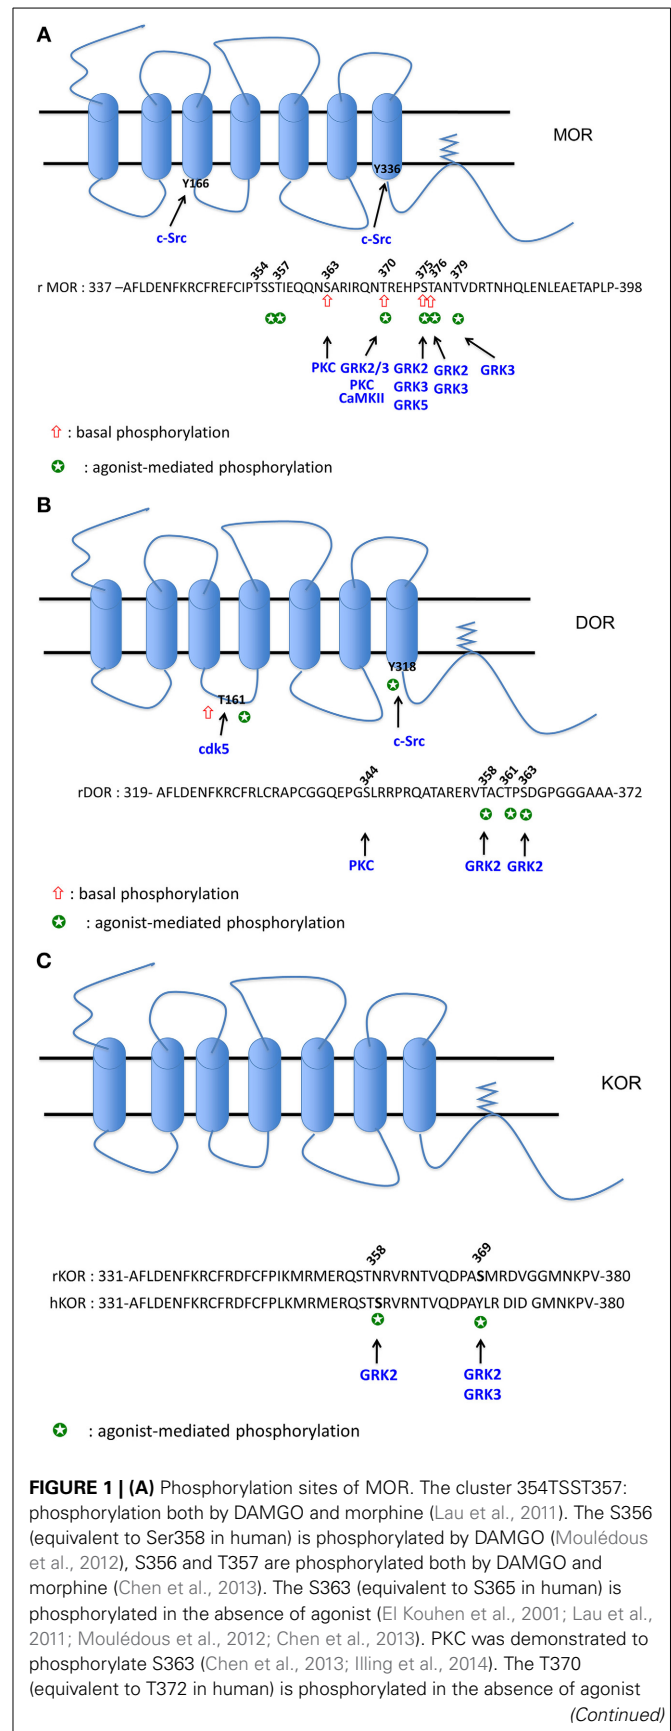 A
MOR
Y166
Y336
c-Src
c-Src
354 357 363 370 375 376 379
r MOR : 337 –AFLDENFKRCFREFCIPTSSTIEQQNSARIRQNTREHPSTANTVDRTNHQLENLEAETAPLP-398
PKC GRK2/3 GRK2 GRK2 GRK3
PKC GRK3 GRK3
CaMKII GRK5
: basal phosphorylation
: agonist-mediated phosphorylation
B
DOR
Y318
T161
cdk5
c-Src
344 358 361 363
rDOR : 319- AFLDENFKRCFRLCRAPCGGQEPGSLRRPRQATARERVTACTPSDGPGGGAAA-372
PKC GRK2 GRK2
: basal phosphorylation
: agonist-mediated phosphorylation
C
KOR
358 369
rKOR : 331-AFLDENFKRCFRDFCFPIKMRMERQSTNRVRNTVQDPASMRDVGGMNKPV-380
hKOR : 331-AFLDENFKRCFRDFCFPLKMRMERQSTSRVRNTVQDPAYLR DID GMNKPV-380
GRK2 GRK2
GRK3
: agonist-mediated phosphorylation
FIGURE 1 | (A) Phosphorylation sites of MOR. The cluster 354TSST357:
phosphorylation both by DAMGO and morphine (Lau et al., 2011). The S356
(equivalent to Ser358 in human) is phosphorylated by DAMGO (Moulédous
et al., 2012), S356 and T357 are phosphorylated both by DAMGO and
morphine (Chen et al., 2013). The S363 (equivalent to S365 in human) is
phosphorylated in the absence of agonist (El Kouhen et al., 2001; Lau et al.,
2011; Moulédous et al., 2012; Chen et al., 2013). PKC was demonstrated to
phosphorylate S363 (Chen et al., 2013; Illing et al., 2014). The T370
(equivalent to T372 in human) is phosphorylated in the absence of agonist
(Continued)